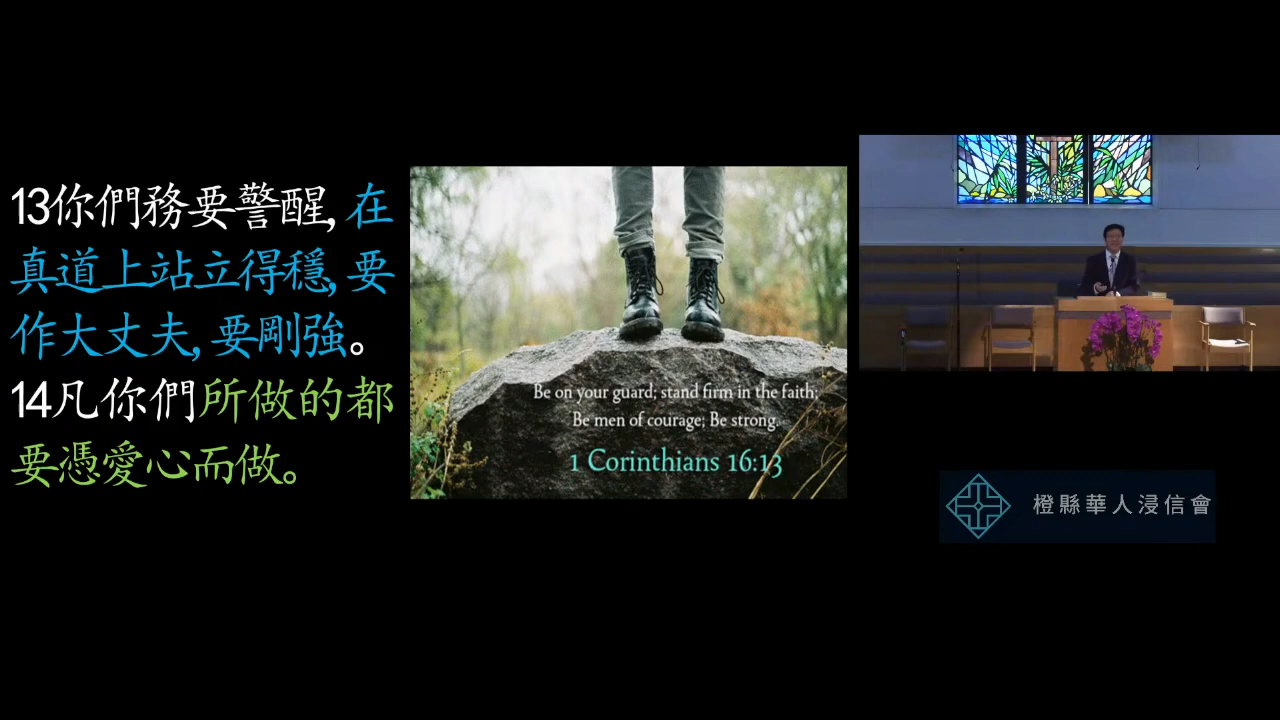 13你們務要警醒, 在
真道上站立得穩, 要
作大丈夫, 要剛強。
14凡你們所做的都
要憑愛心而做。
Be on your guard; stand firm in the faith;
Be men of courage; Be strong.
1 Corinthians 16:13
橙縣華人浸信會